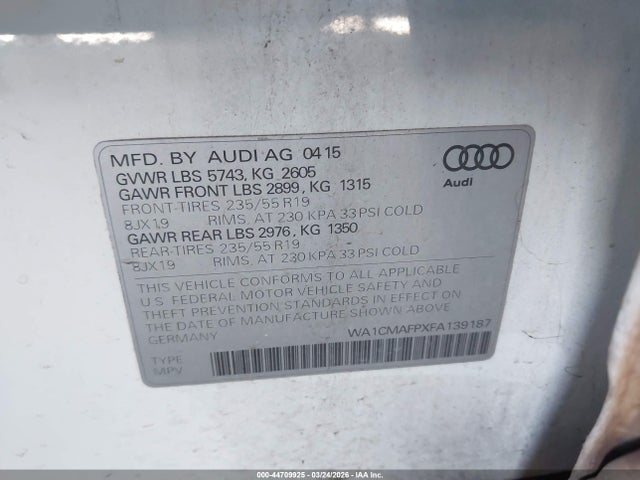 MFD. BY AUDI AG 0415
GVWR LBS 5743, KG 2605
GAWR FRONT LBS 2899, KG 1315
FRONT-TIRES 235/55 R19
8JX19 RIMS, AT 230 KPA 33 PSI COLD
GAWR REAR LBS 2976, KG 1350
REAR-TIRES 235/55 R19
8JX19 RIMS, AT 230 KPA 33 PSI COLD
THIS VEHICLE CONFORMS TO ALL APPLICABLE
U.S. FEDERAL MOTOR VEHICLE SAFETY AND
THEFT PREVENTION STANDARDS IN EFFECT ON
THE DATE OF MANUFACTURE SHOWN ABOVE
GERMANY WA1CMAFPXFA139187
TYPE
MPV
Audi
000-44709925 - 03/24/2026 - COPYRIGHT IAA, LLC